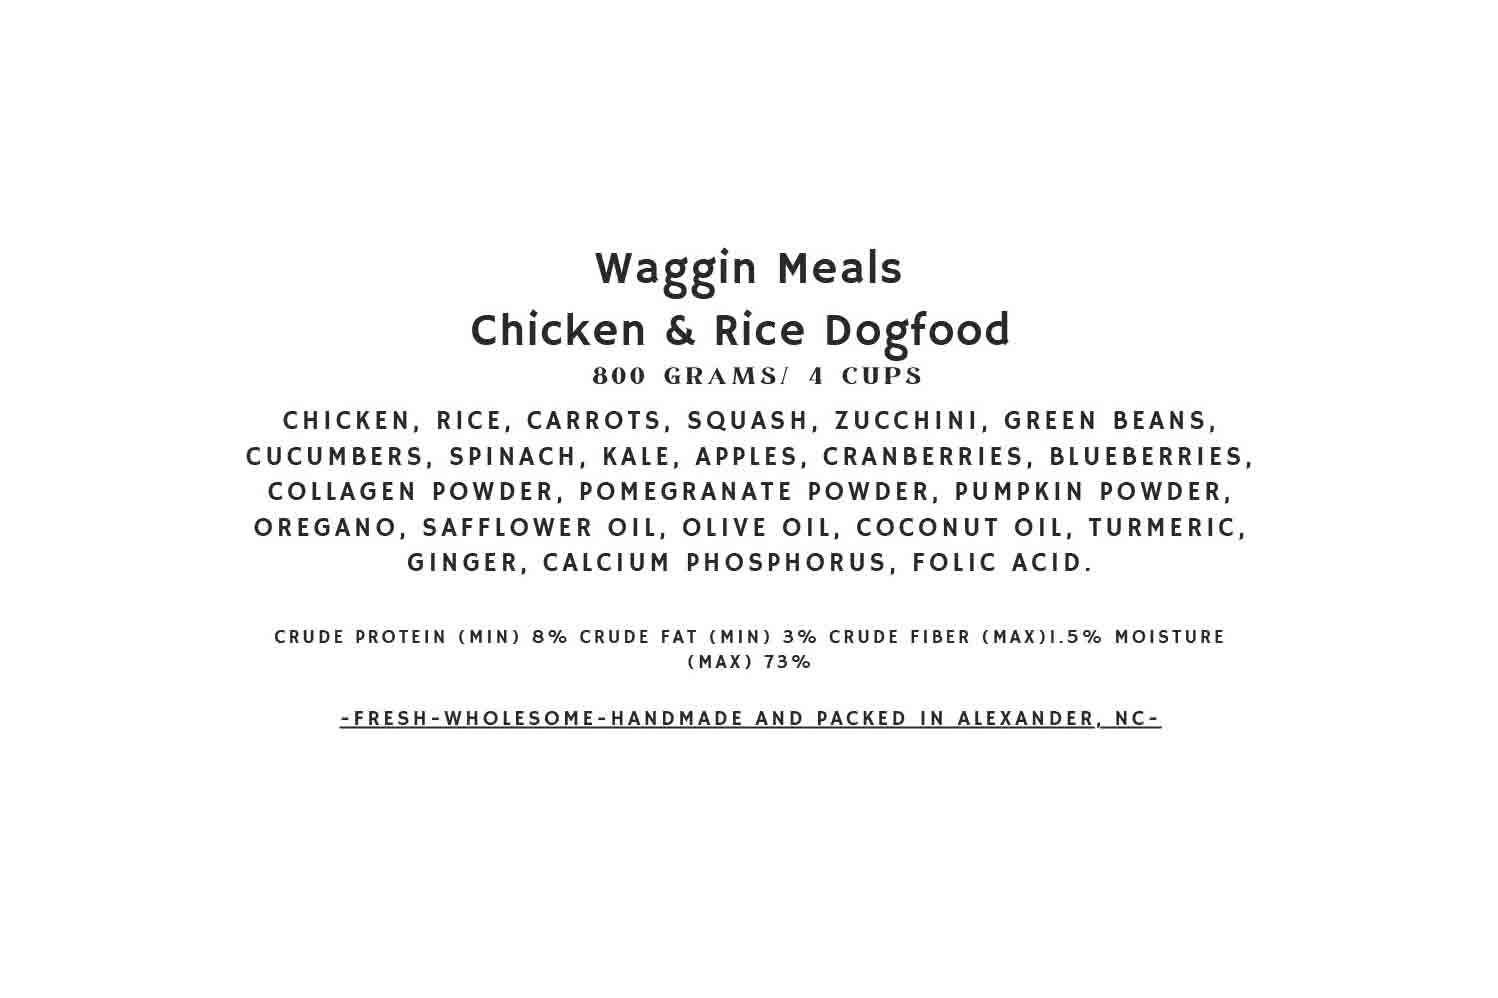 Waggin Meals
Chicken & Rice Dogfood
800 GRAMS/ 4 CUPS
CHICKEN, RICE, CARROTS, SQUASH, ZUCCHINI, GREEN BEANS,
CUCUMBERS, SPINACH, KALE, APPLES, CRANBERRIES, BLUEBERRIES,
COLLAGEN POWDER, POMEGRANATE POWDER, PUMPKIN POWDER,
OREGANO, SAFFLOWER OIL, OLIVE OIL, COCONUT OIL, TURMERIC,
GINGER, CALCIUM PHOSPHORUS, FOLIC ACID.
CRUDE PROTEIN (MIN) 8% CRUDE FAT (MIN) 3% CRUDE FIBER (MAX)1.5% MOISTURE
(MAX) 73%
-FRESH-WHOLESOME-HANDMADE AND PACKED IN ALEXANDER, NC-